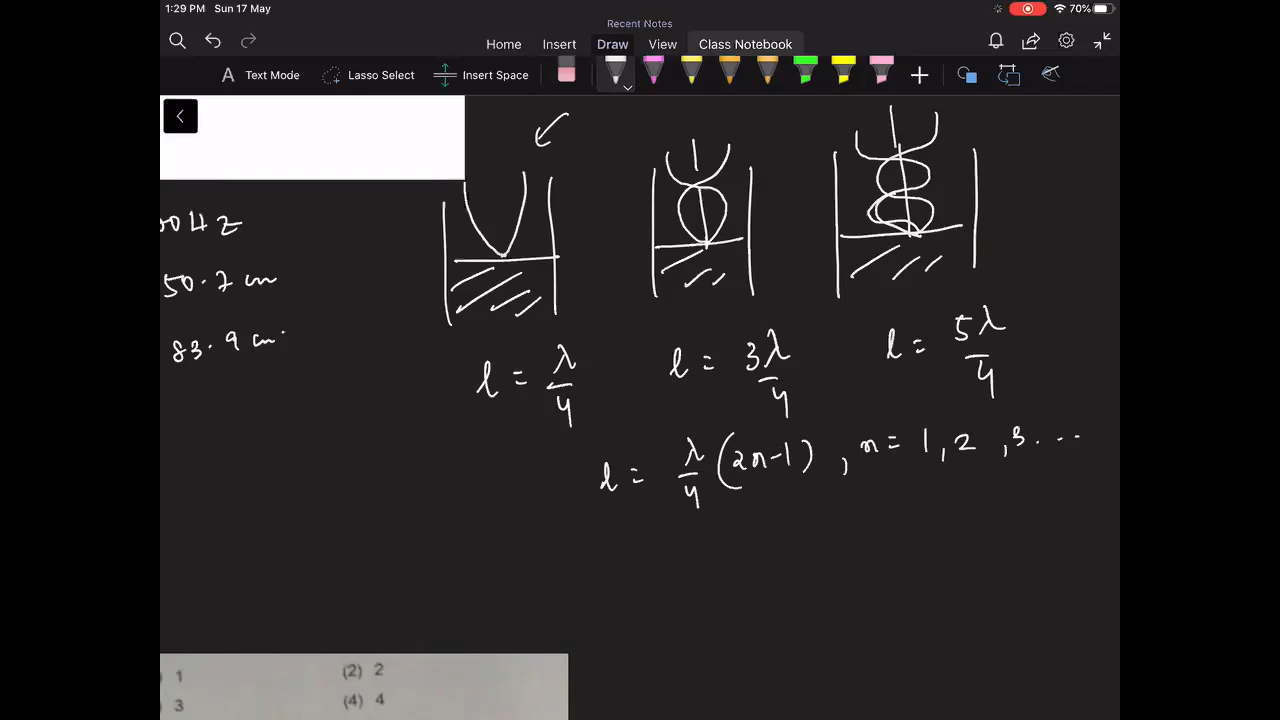 1:29 PM Sun 17 May
70%
Recent Notes
Home Insert Draw View Class Notebook
A Text Mode Lasso Select Insert Space
00 Hz
50.7 cm
83.9 cm.
l = λ/4
l = 3λ/4
l = 5λ/4
l = λ/4 (2n-1), n = 1, 2, 3...
1 (2) 2
3 (4) 4